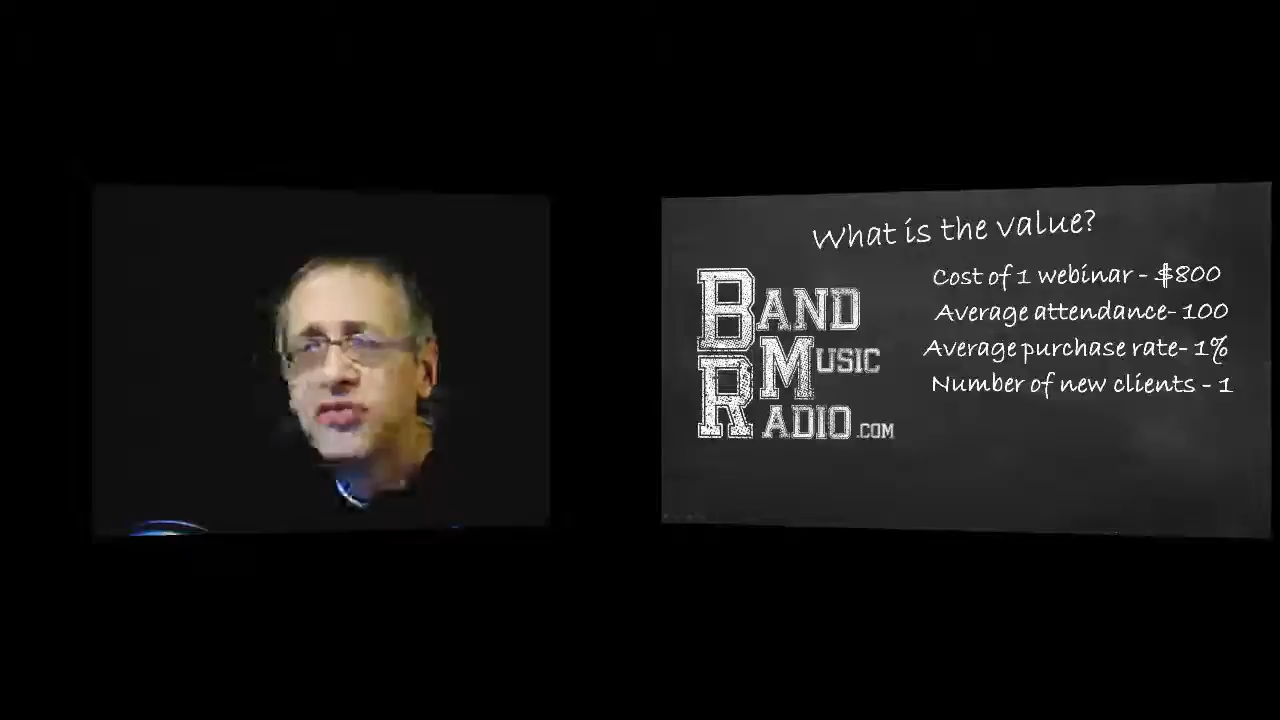 What is the value?
BAND
MUSIC
RADIO.COM
Cost of 1 webinar - $800
Average attendance- 100
Average purchase rate- 1%
Number of new clients - 1